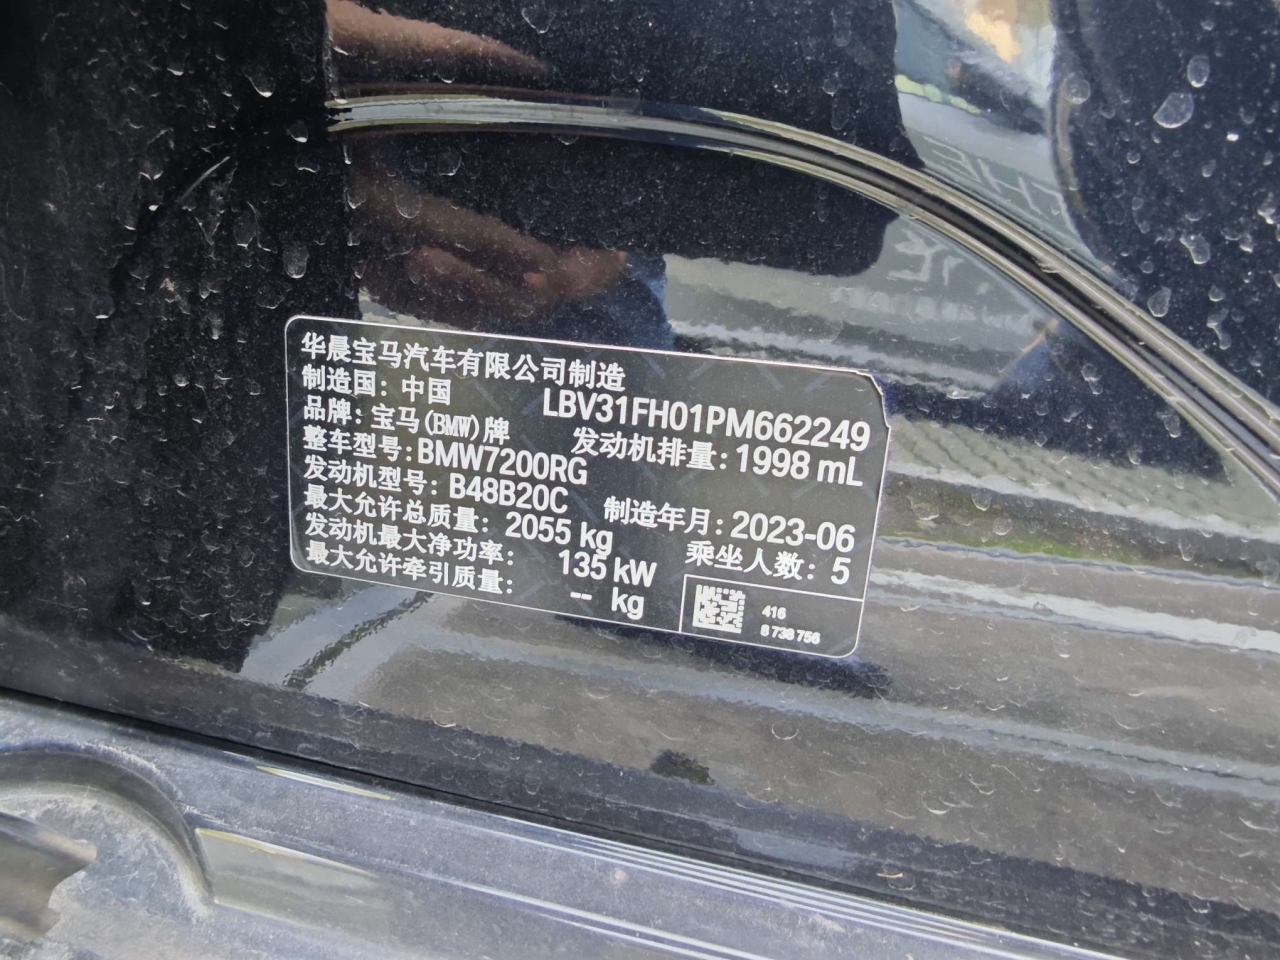 华晨宝马汽车有限公司制造
制造国：中国
LBV31FH01PM662249
品牌：宝马(BMW)牌
发动机排量：1998 mL
整车型号：BMW7200RG
发动机型号：B48B20C
制造年月：2023-06
最大允许总质量：2055 kg
乘坐人数：5
发动机最大净功率：135 kW
最大允许牵引质量：-- kg
416
8 738 756